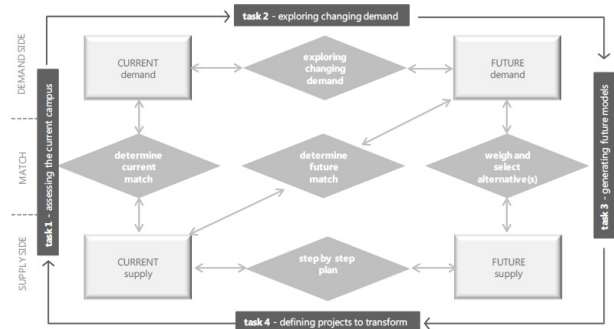 task 2 - exploring changing demand
DEMAND SIDE
CURRENT
demand
exploring
changing
demand
FUTURE
demand
task 1 - assessing the current campus
MATCH
determine
current
match
determine
future
match
weigh and
select
alternative(s)
task 3 - generating future models
SUPPLY SIDE
CURRENT
supply
step by step
plan
FUTURE
supply
task 4 - defining projects to transform